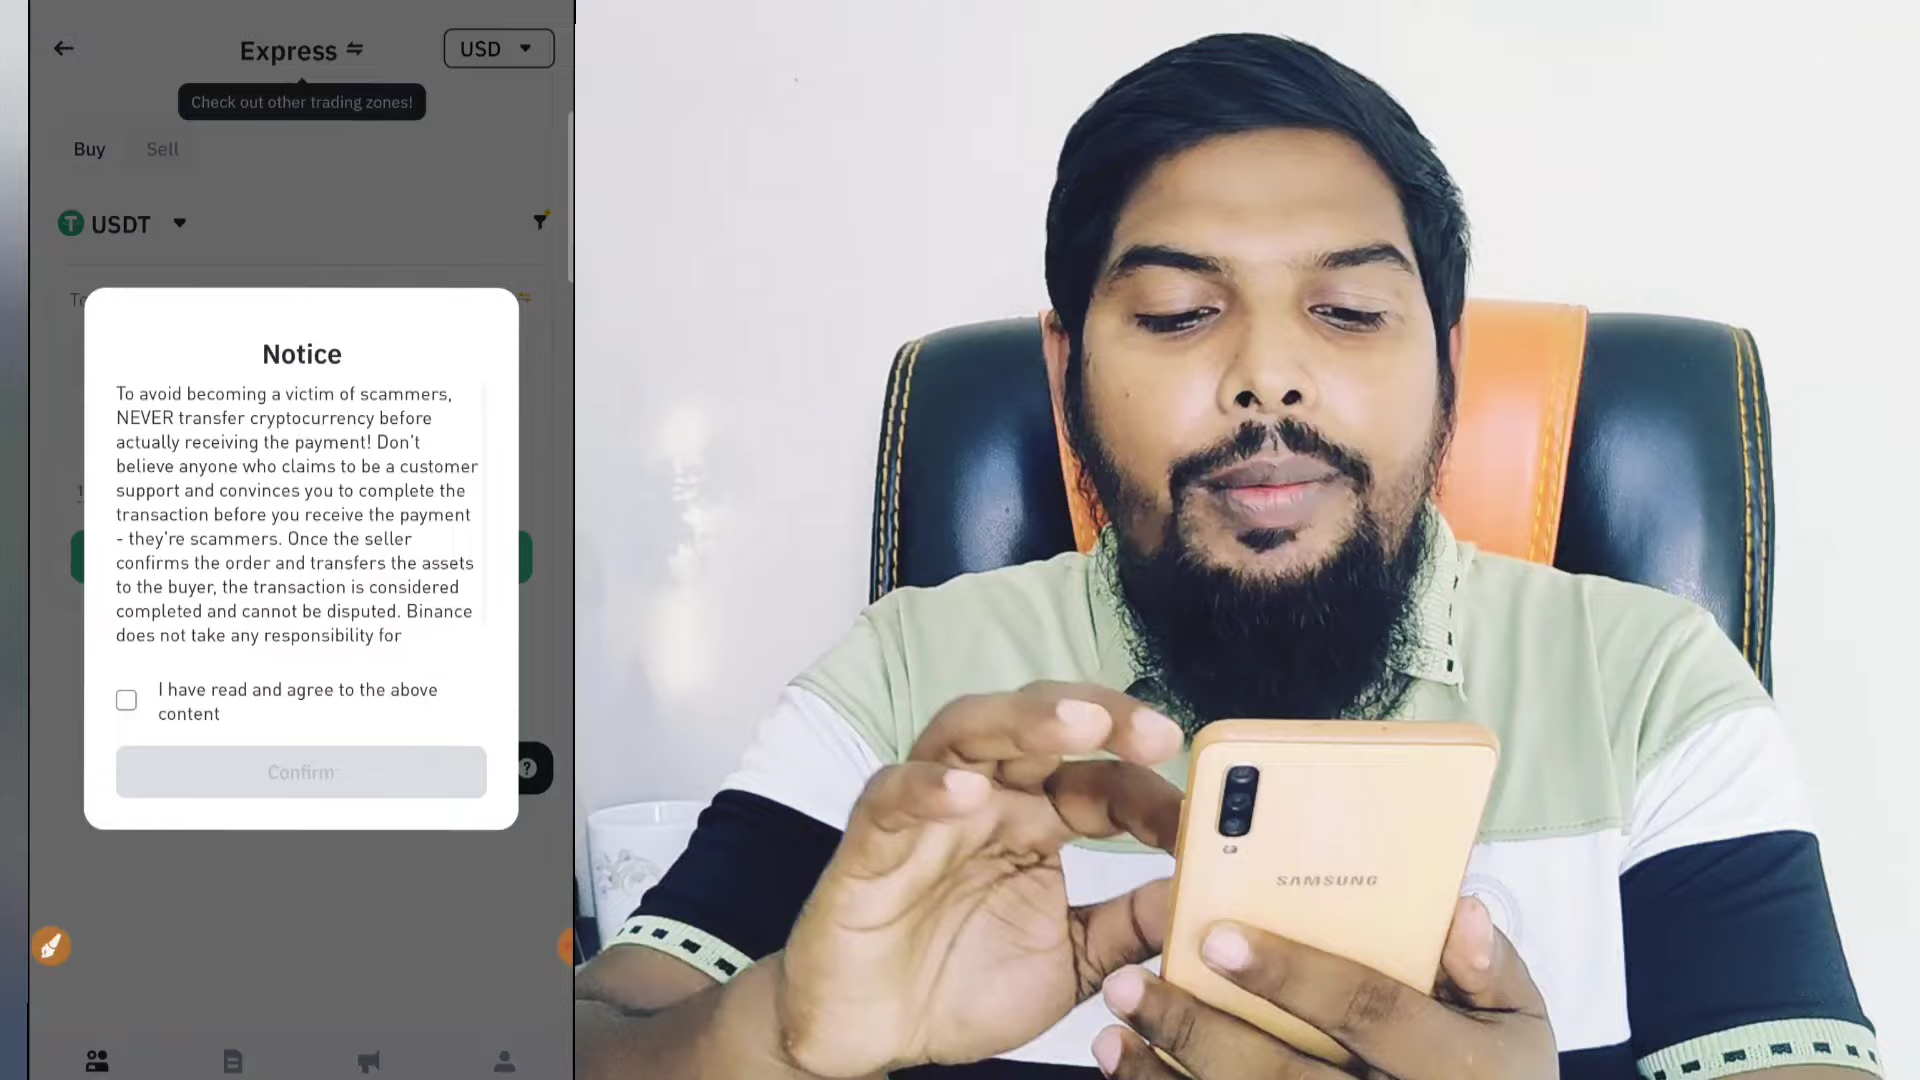 Express
USD
Check out other trading zones!
Buy
Sell
USDT
Notice
To avoid becoming a victim of scammers,
NEVER transfer cryptocurrency before
actually receiving the payment! Don't
believe anyone who claims to be a customer
support and convinces you to complete the
transaction before you receive the payment
- they're scammers. Once the seller
confirms the order and transfers the assets
to the buyer, the transaction is considered
completed and cannot be disputed. Binance
does not take any responsibility for
I have read and agree to the above
content
Confirm
?
SAMSUNG